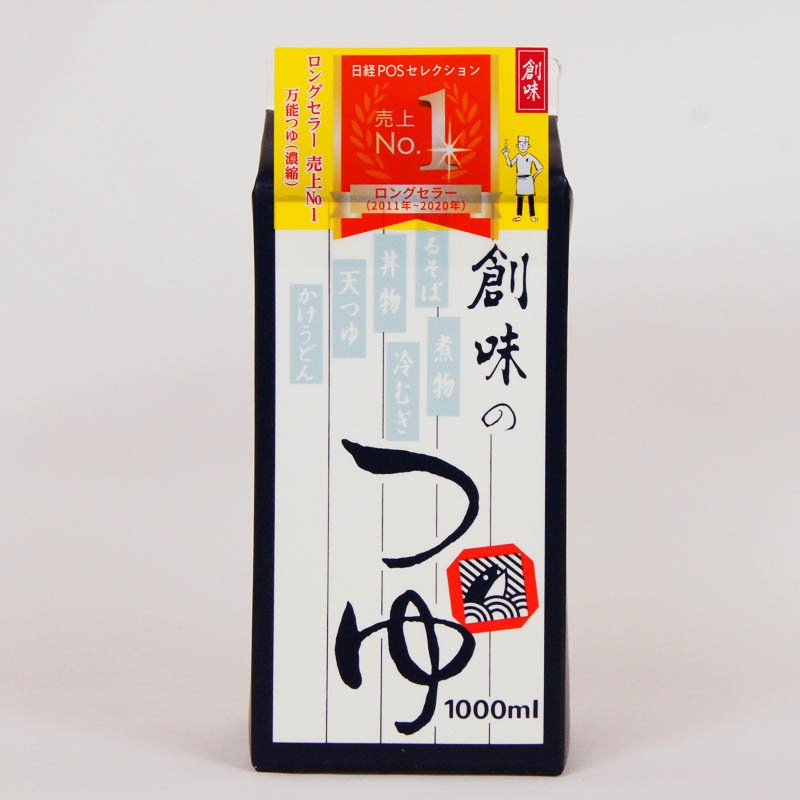 日経POSセレクション
売上
No.1
ロングセラー
(2011年~2020年)
創味
ロングセラー 売上No.1
万能つゆ(濃縮)
創味の
つゆ
るそば
丼物
天つゆ
かけうどん
煮物
冷むぎ
1000ml